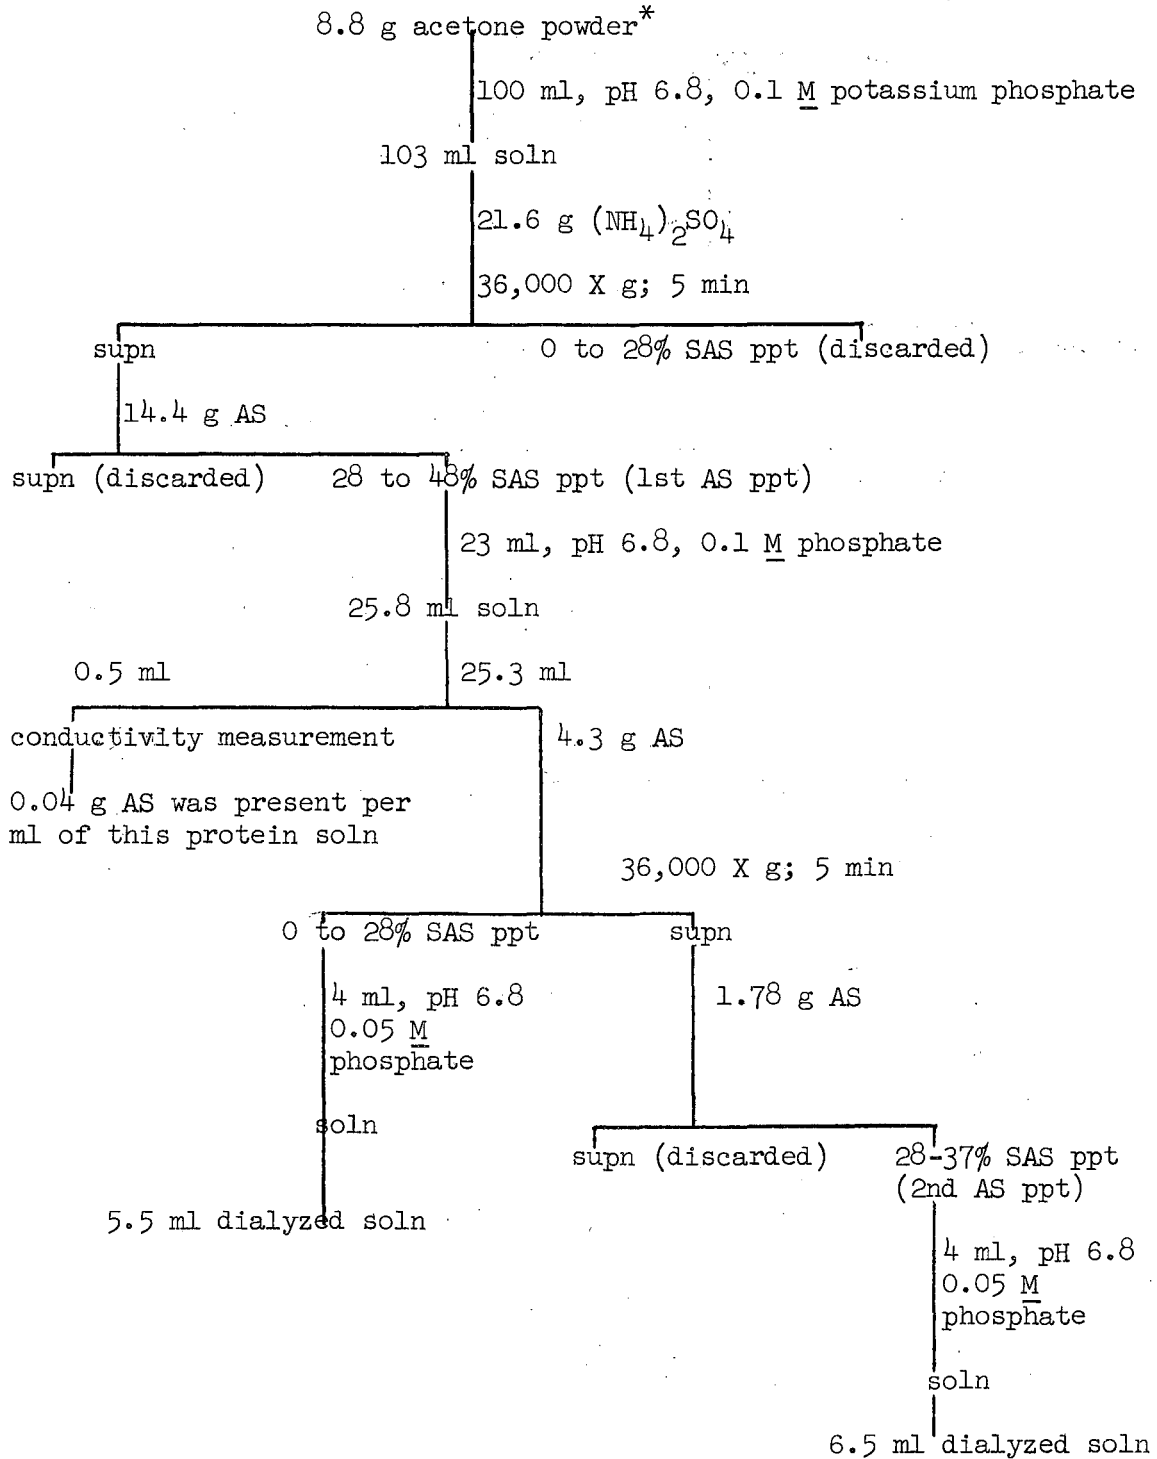 8.8 g acetone powder*
100 ml, pH 6.8, 0.1 M potassium phosphate
103 ml soln
21.6 g (NH4)2SO4
36,000 X g; 5 min
supn
0 to 28% SAS ppt (discarded)
14.4 g AS
supn (discarded)
28 to 48% SAS ppt (1st AS ppt)
23 ml, pH 6.8, 0.1 M phosphate
25.8 ml soln
0.5 ml
25.3 ml
conductivity measurement
4.3 g AS
0.04 g AS was present per
ml of this protein soln
36,000 X g; 5 min
0 to 28% SAS ppt
supn
4 ml, pH 6.8
0.05 M
phosphate
1.78 g AS
soln
supn (discarded)
28-37% SAS ppt
(2nd AS ppt)
5.5 ml dialyzed soln
4 ml, pH 6.8
0.05 M
phosphate
soln
6.5 ml dialyzed soln